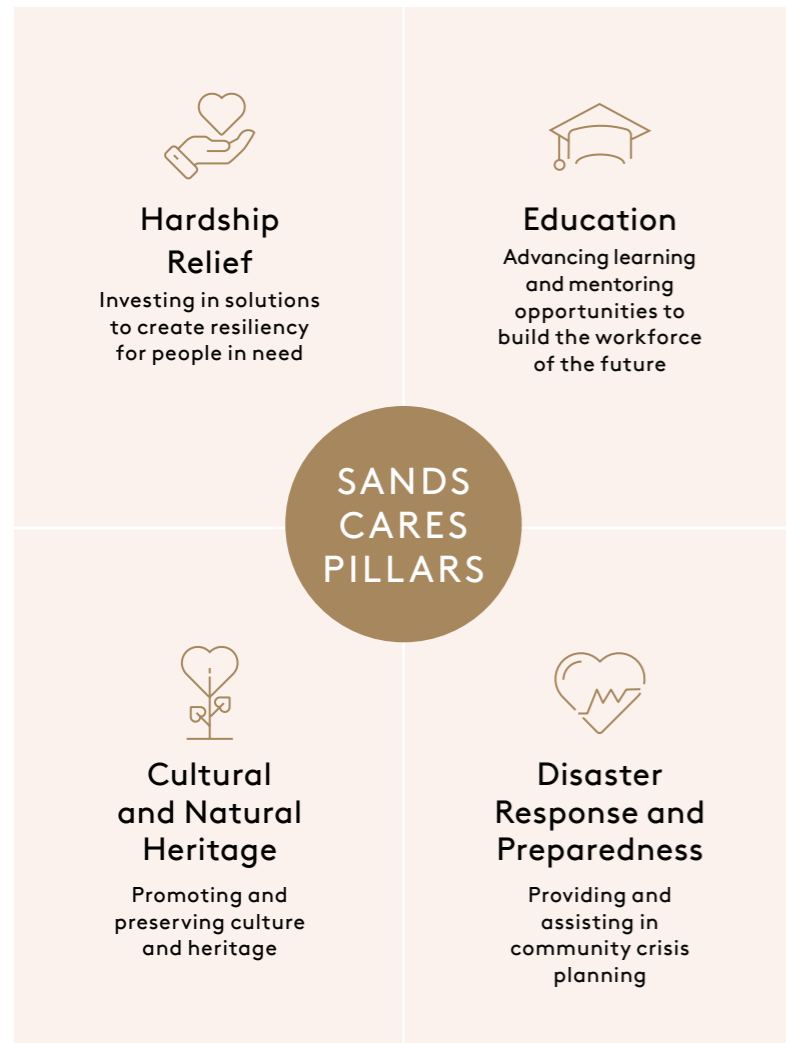 Hardship
Relief
Investing in solutions
to create resiliency
for people in need
Education
Advancing learning
and mentoring
opportunities to
build the workforce
of the future
SANDS
CARES
PILLARS
Cultural
and Natural
Heritage
Promoting and
preserving culture
and heritage
Disaster
Response and
Preparedness
Providing and
assisting in
community crisis
planning